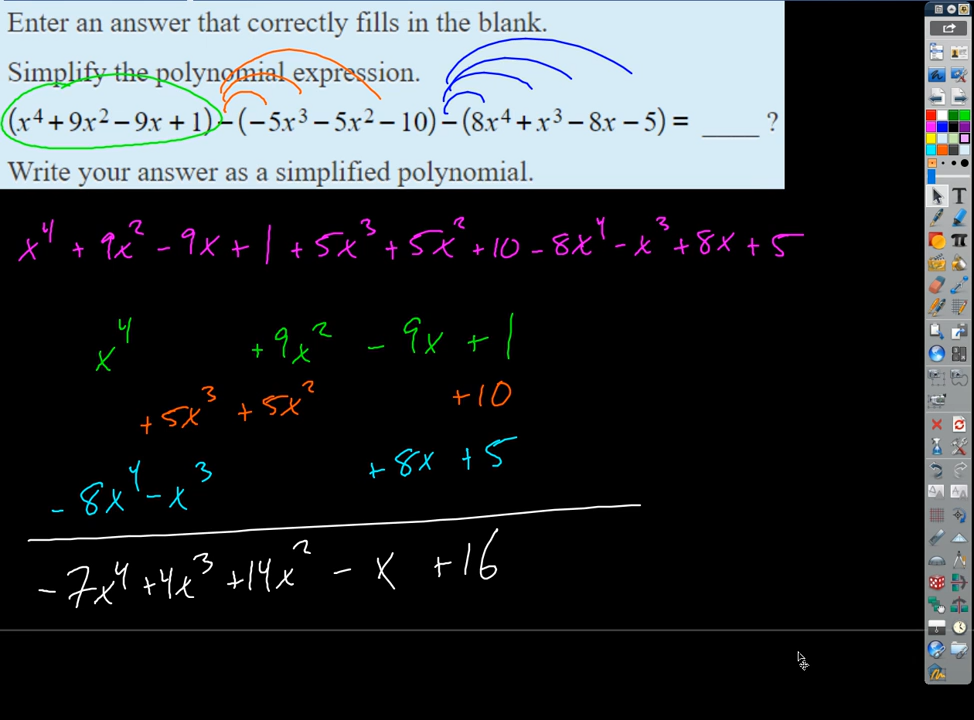 Enter an answer that correctly fills in the blank.
Simplify the polynomial expression.
(x⁴ + 9x² − 9x + 1) − (−5x³ − 5x² − 10) − (8x⁴ + x³ − 8x − 5) = ____ ?
Write your answer as a simplified polynomial.
x⁴ + 9x² − 9x + 1 + 5x³ + 5x² + 10 − 8x⁴ − x³ + 8x + 5
x⁴ + 9x² − 9x + 1
+ 5x³ + 5x² + 10
− 8x⁴ − x³ + 8x + 5
− 7x⁴ + 4x³ + 14x² − x + 16